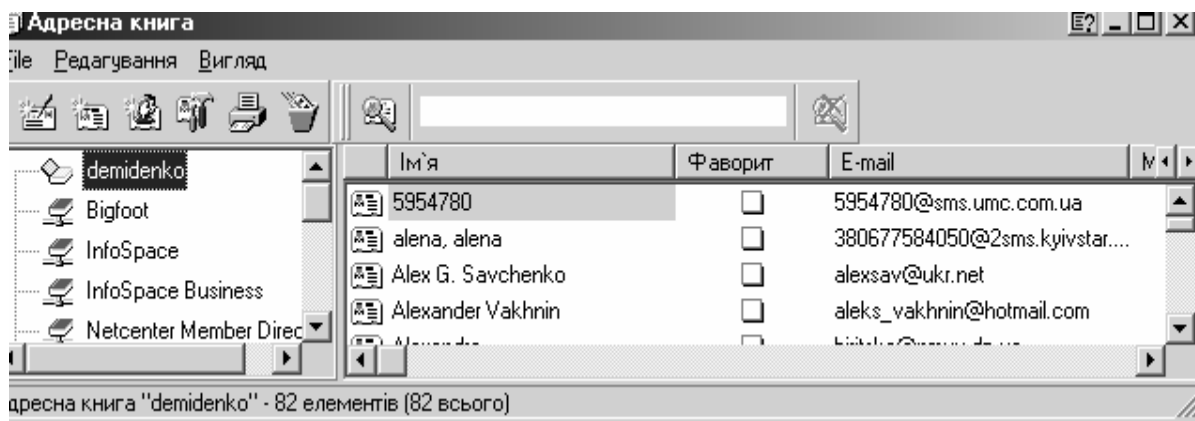 Адресна книга
File Редагування Вигляд
demidenko
Bigfoot
InfoSpace
InfoSpace Business
Netcenter Member Direc
Ім`я Фаворит E-mail
5954780 5954780@sms.umc.com.ua
alena, alena 380677584050@2sms.kyivstar....
Alex G. Savchenko alexsav@ukr.net
Alexander Vakhnin aleks_vakhnin@hotmail.com
дресна книга "demidenko" - 82 елементів (82 всього)